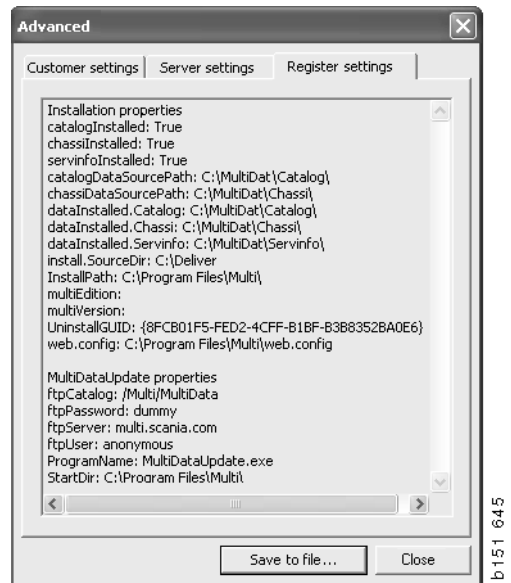 Advanced
Customer settings
Server settings
Register settings
Installation properties
catalogInstalled: True
chassiInstalled: True
servinfoInstalled: True
catalogDataSourcePath: C:\MultiDat\Catalog\
chassiDataSourcePath: C:\MultiDat\Chassi\
dataInstalled.Catalog: C:\MultiDat\Catalog\
dataInstalled.Chassi: C:\MultiDat\Chassi\
dataInstalled.Servinfo: C:\MultiDat\Servinfo\
install.SourceDir: C:\Deliver
InstallPath: C:\Program Files\Multi\
multiEdition:
multiVersion:
UninstallGUID: {8FCB01F5-FED2-4CFF-B1BF-B3B8352BA0E6}
web.config: C:\Program Files\Multi\web.config
MultiDataUpdate properties
ftpCatalog: /Multi/MultiData
ftpPassword: dummy
ftpServer: multi.scania.com
ftpUser: anonymous
ProgramName: MultiDataUpdate.exe
StartDir: C:\Program Files\Multi\
Save to file...
Close
b151 645